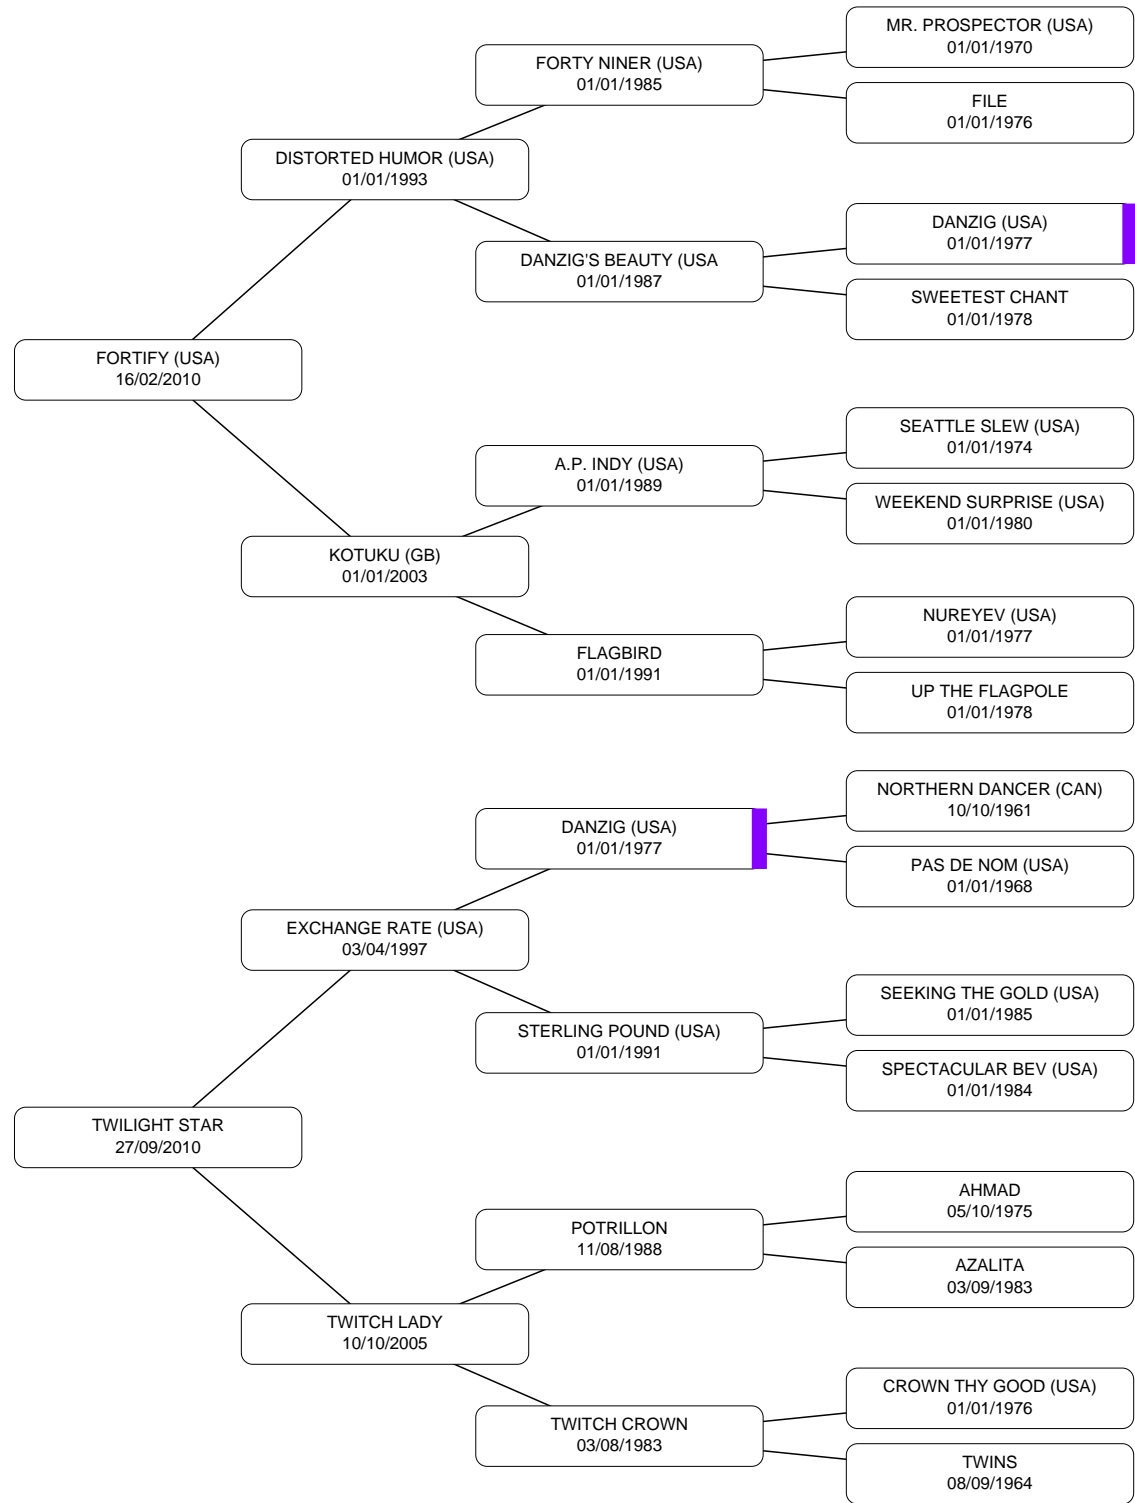 MR. PROSPECTOR (USA)
01/01/1970
FORTY NINER (USA)
01/01/1985
FILE
01/01/1976
DISTORTED HUMOR (USA)
01/01/1993
DANZIG (USA)
01/01/1977
DANZIG'S BEAUTY (USA
01/01/1987
SWEETEST CHANT
01/01/1978
FORTIFY (USA)
16/02/2010
SEATTLE SLEW (USA)
01/01/1974
A.P. INDY (USA)
01/01/1989
WEEKEND SURPRISE (USA)
01/01/1980
KOTUKU (GB)
01/01/2003
NUREYEV (USA)
01/01/1977
FLAGBIRD
01/01/1991
UP THE FLAGPOLE
01/01/1978
NORTHERN DANCER (CAN)
10/10/1961
DANZIG (USA)
01/01/1977
PAS DE NOM (USA)
01/01/1968
EXCHANGE RATE (USA)
03/04/1997
SEEKING THE GOLD (USA)
01/01/1985
STERLING POUND (USA)
01/01/1991
SPECTACULAR BEV (USA)
01/01/1984
TWILIGHT STAR
27/09/2010
AHMAD
05/10/1975
POTRILLON
11/08/1988
AZALITA
03/09/1983
TWITCH LADY
10/10/2005
CROWN THY GOOD (USA)
01/01/1976
TWITCH CROWN
03/08/1983
TWINS
08/09/1964